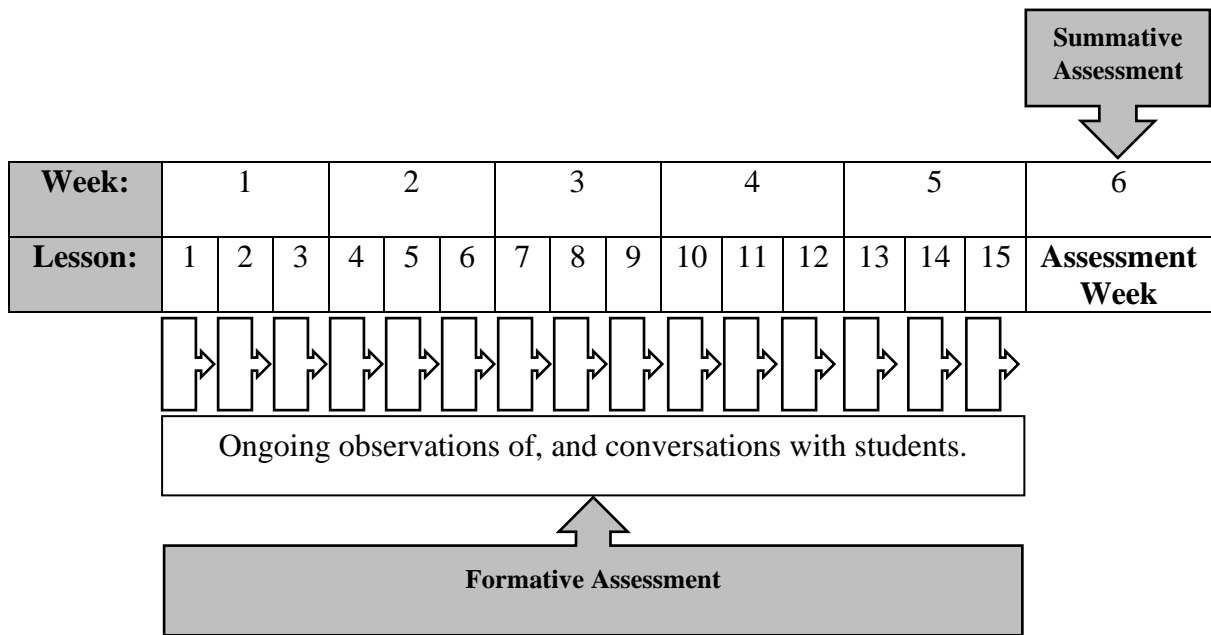 Summative
Assessment
Week: 1 2 3 4 5 6
Lesson: 1 2 3 4 5 6 7 8 9 10 11 12 13 14 15 Assessment
Week
Ongoing observations of, and conversations with students.
Formative Assessment